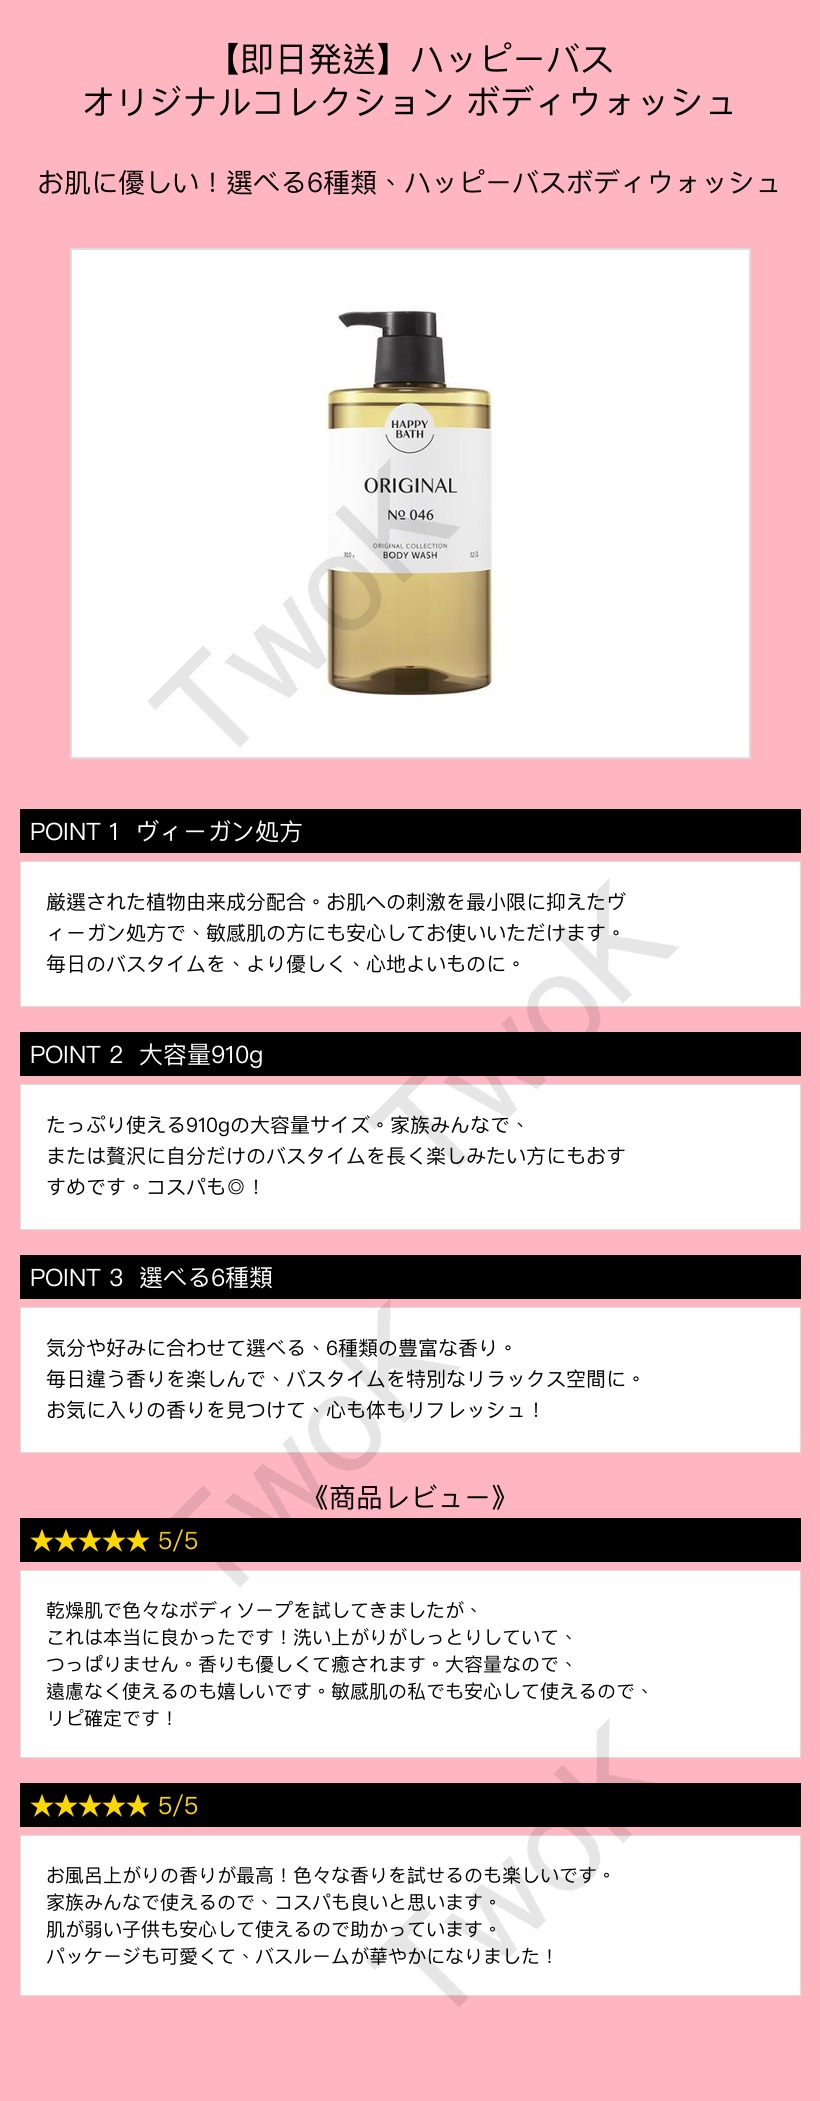 【即日発送】ハッピーバス
オリジナルコレクション ボディウォッシュ
お肌に優しい！選べる6種類、ハッピーバスボディウォッシュ
HAPPY
BATH
ORIGINAL
№ 046
ORIGINAL COLLECTION
BODY WASH
TwoK
POINT 1 ヴィーガン処方
厳選された植物由来成分配合。お肌への刺激を最小限に抑えたヴ
ィーガン処方で、敏感肌の方にも安心してお使いいただけます。
毎日のバスタイムを、より優しく、心地よいものに。
TwoK
POINT 2 大容量910g
たっぷり使える910gの大容量サイズ。家族みんなで、
または贅沢に自分だけのバスタイムを長く楽しみたい方にもおす
すめです。コスパも◎！
POINT 3 選べる6種類
気分や好みに合わせて選べる、6種類の豊富な香り。
毎日違う香りを楽しんで、バスタイムを特別なリラックス空間に。
お気に入りの香りを見つけて、心も体もリフレッシュ！
TwoK
《商品レビュー》
★★★★★ 5/5
乾燥肌で色々なボディソープを試してきましたが、
これは本当に良かったです！洗い上がりがしっとりしていて、
つっぱりません。香りも優しくて癒されます。大容量なので、
遠慮なく使えるのも嬉しいです。敏感肌の私でも安心して使えるので、
リピ確定です！
★★★★★ 5/5
お風呂上がりの香りが最高！色々な香りを試せるのも楽しいです。
家族みんなで使えるので、コスパも良いと思います。
肌が弱い子供も安心して使えるので助かっています。
パッケージも可愛くて、バスルームが華やかになりました！
TwoK